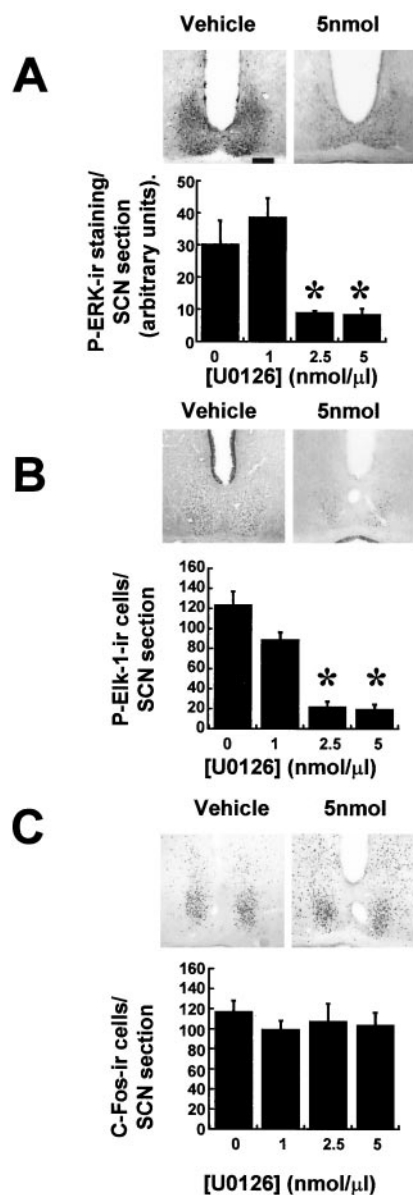 A
Vehicle 5nmol
P-ERK-ir staining/
SCN section
(arbitrary units).
50
40
30
20
10
0
0 1 2.5 5
* *
[U0126] (nmol/µl)
B
Vehicle 5nmol
P-Elk-1-ir cells/
SCN section
160
140
120
100
80
60
40
20
0 1 2.5 5
* *
[U0126] (nmol/µl)
C
Vehicle 5nmol
C-Fos-ir cells/
SCN section
160
140
120
100
80
60
40
20
0
0 1 2.5 5
[U0126] (nmol/µl)